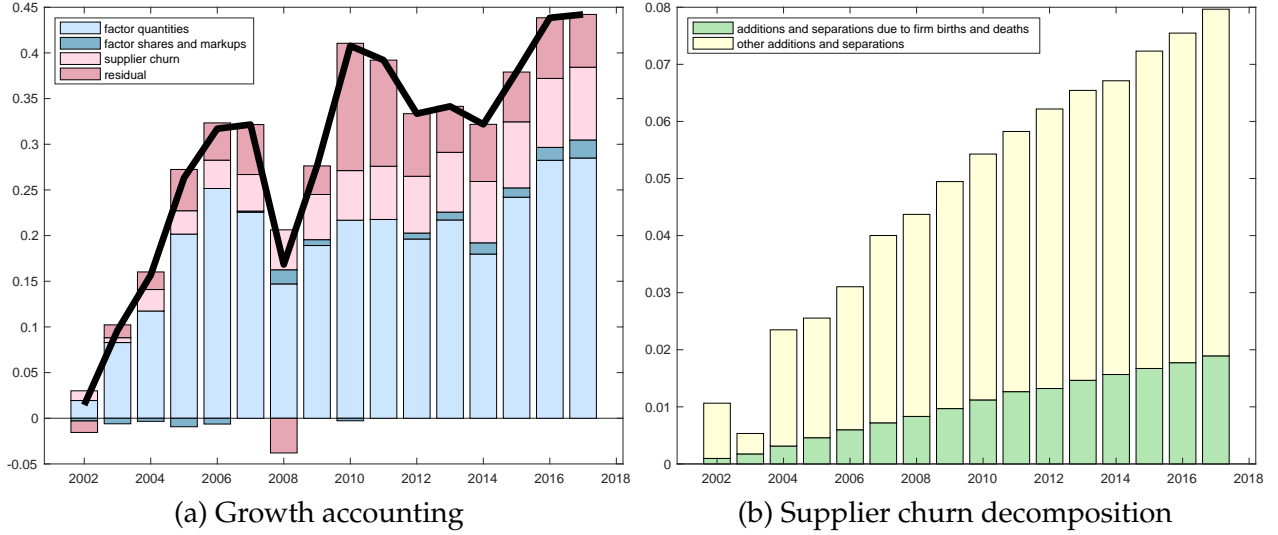 factor quantities
factor shares and markups
supplier churn
residual
0.45
0.4
0.35
0.3
0.25
0.2
0.15
0.1
0.05
0
-0.05
2002 2004 2006 2008 2010 2012 2014 2016 2018
(a) Growth accounting
additions and separations due to firm births and deaths
other additions and separations
0.08
0.07
0.06
0.05
0.04
0.03
0.02
0.01
0
2002 2004 2006 2008 2010 2012 2014 2016 2018
(b) Supplier churn decomposition